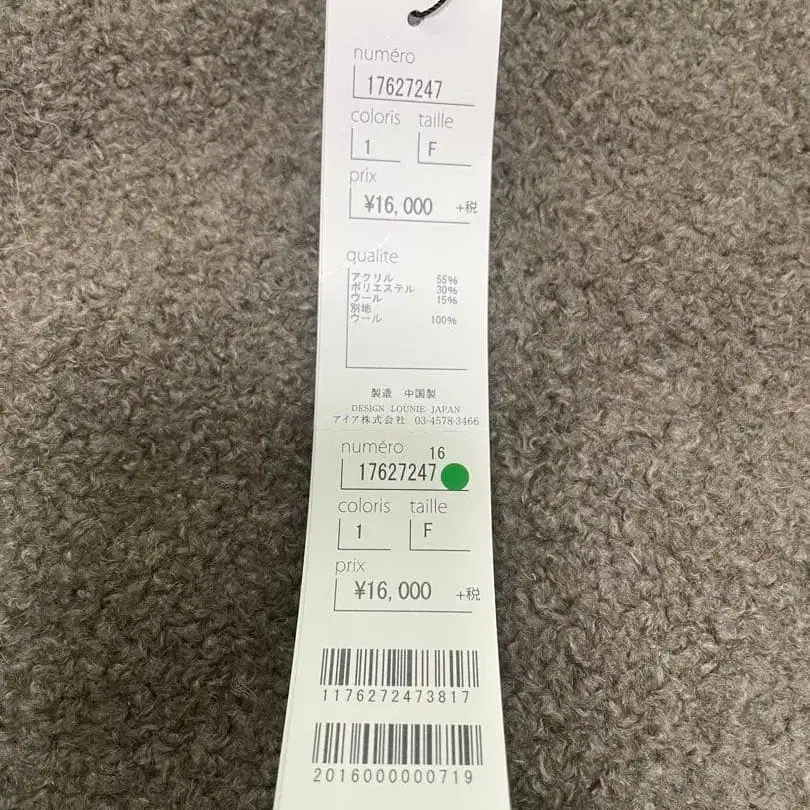 numéro
17627247
coloris taille
1 F
prix
¥16,000 +税
qualite
アクリル 55%
ポリエステル 30%
ウール 15%
別地
ウール 100%
製造 中国製
DESIGN LOUNIE JAPAN
アイア株式会社 03-4578-3466
numéro 16
17627247
coloris taille
1 F
prix
¥16,000 +税
1176272473817
2016000000719